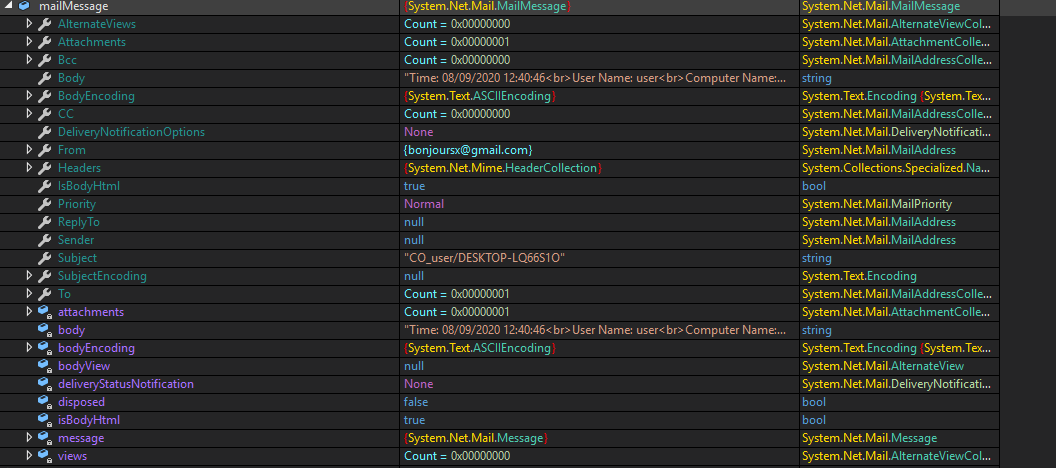 mailMessage {System.Net.Mail.MailMessage} System.Net.Mail.MailMessage
AlternateViews Count = 0x00000000 System.Net.Mail.AlternateViewCol...
Attachments Count = 0x00000001 System.Net.Mail.AttachmentColle...
Bcc Count = 0x00000000 System.Net.Mail.MailAddressColle...
Body "Time: 08/09/2020 12:40:46<br>User Name: user<br>Computer Name:... string
BodyEncoding {System.Text.ASCIIEncoding} System.Text.Encoding {System.Tex...
CC Count = 0x00000000 System.Net.Mail.MailAddressColle...
DeliveryNotificationOptions None System.Net.Mail.DeliveryNotificati...
From {bonjoursx@gmail.com} System.Net.Mail.MailAddress
Headers {System.Net.Mime.HeaderCollection} System.Collections.Specialized.Na...
IsBodyHtml true bool
Priority Normal System.Net.Mail.MailPriority
ReplyTo null System.Net.Mail.MailAddress
Sender null System.Net.Mail.MailAddress
Subject "CO_user/DESKTOP-LQ66S1O" string
SubjectEncoding null System.Text.Encoding
To Count = 0x00000001 System.Net.Mail.MailAddressColle...
attachments Count = 0x00000001 System.Net.Mail.AttachmentColle...
body "Time: 08/09/2020 12:40:46<br>User Name: user<br>Computer Name:... string
bodyEncoding {System.Text.ASCIIEncoding} System.Text.Encoding {System.Tex...
bodyView null System.Net.Mail.AlternateView
deliveryStatusNotification None System.Net.Mail.DeliveryNotificati...
disposed false bool
isBodyHtml true bool
message {System.Net.Mail.Message} System.Net.Mail.Message
views Count = 0x00000000 System.Net.Mail.AlternateViewCol...